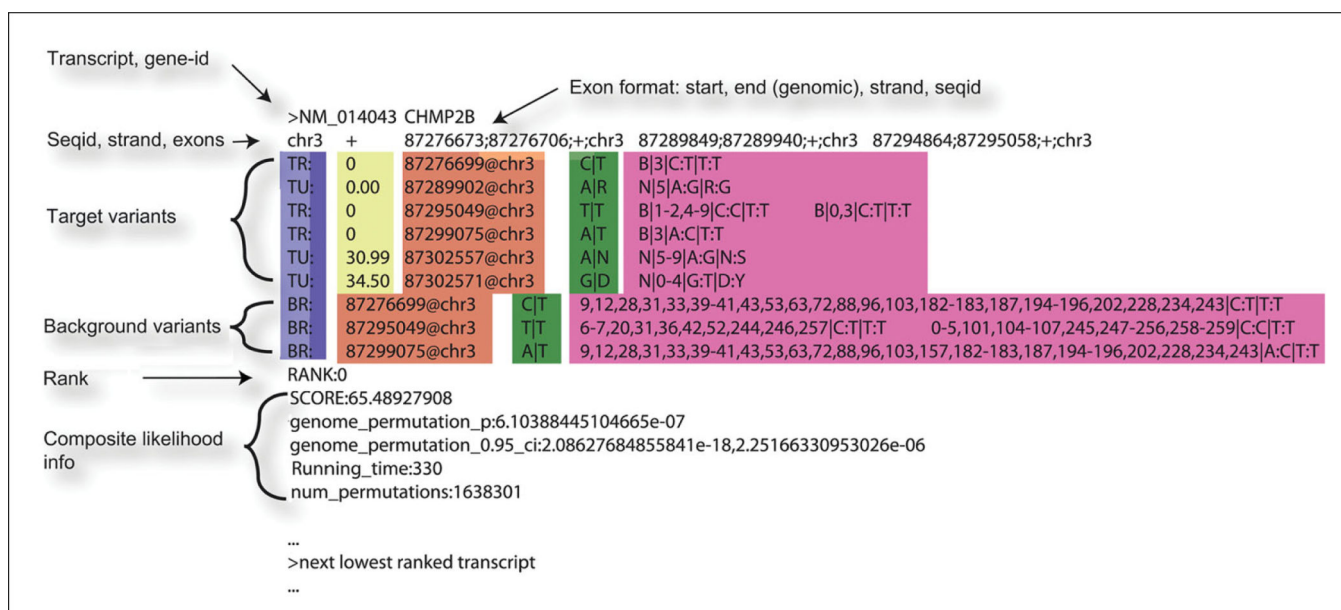 Transcript, gene-id
Exon format: start, end (genomic), strand, seqid
>NM_014043 CHMP2B
Seqid, strand, exons chr3 + 87276673;87276706;+;chr3 87289849;87289940;+;chr3 87294864;87295058;+;chr3
TR: 0 87276699@chr3 C|T B|3|C:T|T:T
TU: 0.00 87289902@chr3 A|R N|5|A:G|R:G
Target variants
TR: 0 87295049@chr3 T|T B|1-2,4-9|C:C|T:T B|0,3|C:T|T:T
TR: 0 87299075@chr3 A|T B|3|A:C|T:T
TU: 30.99 87302557@chr3 A|N N|5-9|A:G|N:S
TU: 34.50 87302571@chr3 G|D N|0-4|G:T|D:Y
BR: 87276699@chr3 C|T 9,12,28,31,33,39-41,43,53,63,72,88,96,103,182-183,187,194-196,202,228,234,243|C:T|T:T
Background variants BR: 87295049@chr3 T|T 6-7,20,31,36,42,52,244,246,257|C:T|T:T 0-5,101,104-107,245,247-256,258-259|C:C|T:T
BR: 87299075@chr3 A|T 9,12,28,31,33,39-41,43,53,63,72,88,96,103,157,182-183,187,194-196,202,228,234,243|A:C|T:T
Rank RANK:0
SCORE:65.48927908
genome_permutation_p:6.10388445104665e-07
Composite likelihood
info
genome_permutation_0.95_ci:2.08627684855841e-18,2.25166330953026e-06
Running_time:330
num_permutations:1638301
...
>next lowest ranked transcript
...